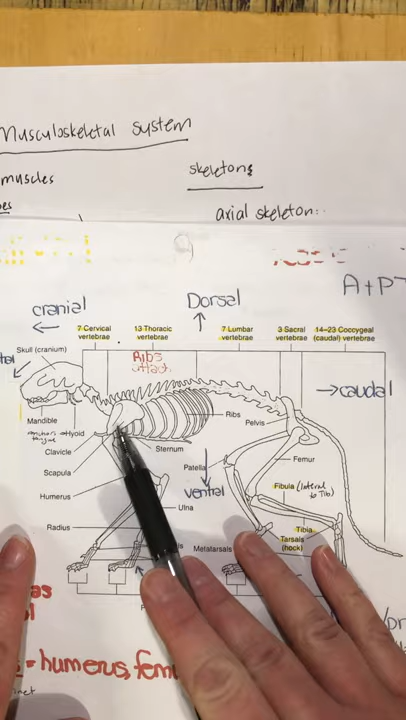 Musculoskeletal system
skeletons
muscles
axial skeleton:
A+P
cranial
Dorsal
7 Cervical vertebrae
13 Thoracic vertebrae
7 Lumbar vertebrae
3 Sacral vertebrae
14–23 Coccygeal (caudal) vertebrae
Skull (cranium)
Ribs
attach
caudal
Mandible
Hyoid
Clavicle
Scapula
Humerus
Radius
Sternum
Ribs
Pelvis
Patella
ventral
Ulna
Femur
Fibula (lateral to Tib)
Tibia
Tarsals (hock)
Metatarsals
= humerus, fem